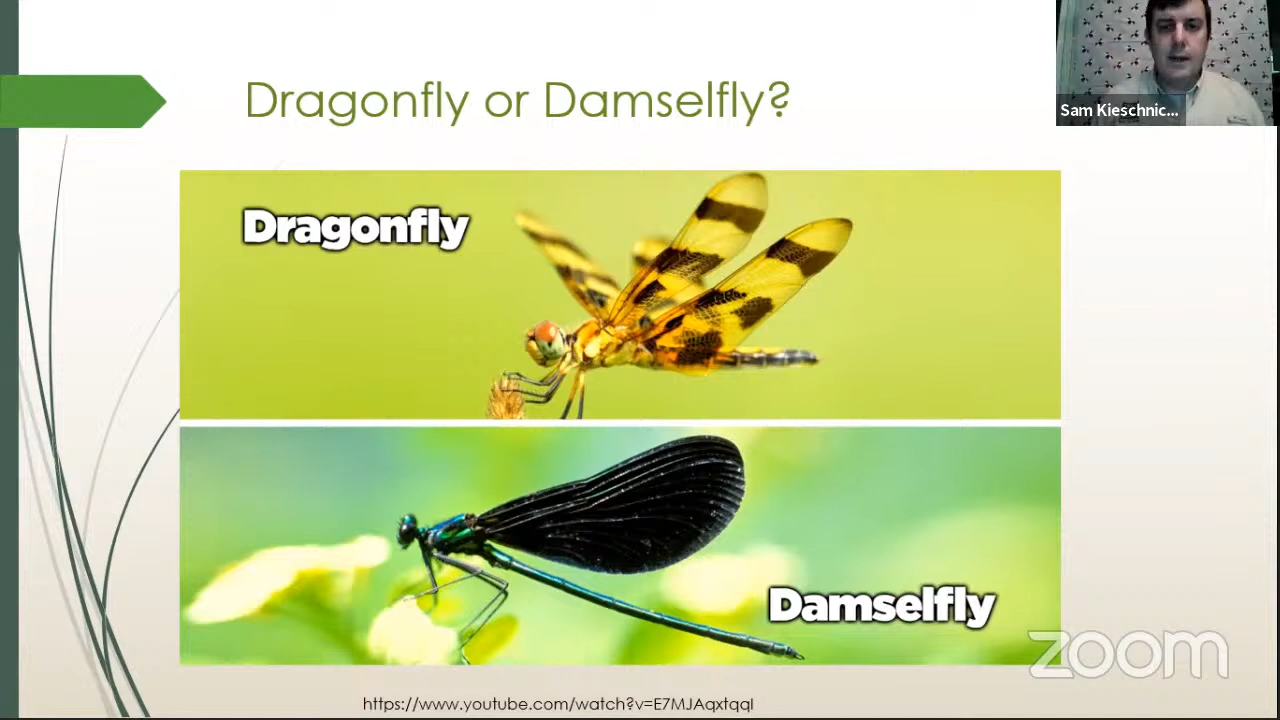 Dragonfly or Damselfly?
Sam Kieschnic...
Dragonfly
Damselfly
zoom
https://www.youtube.com/watch?v=E7MJAqxtqqI